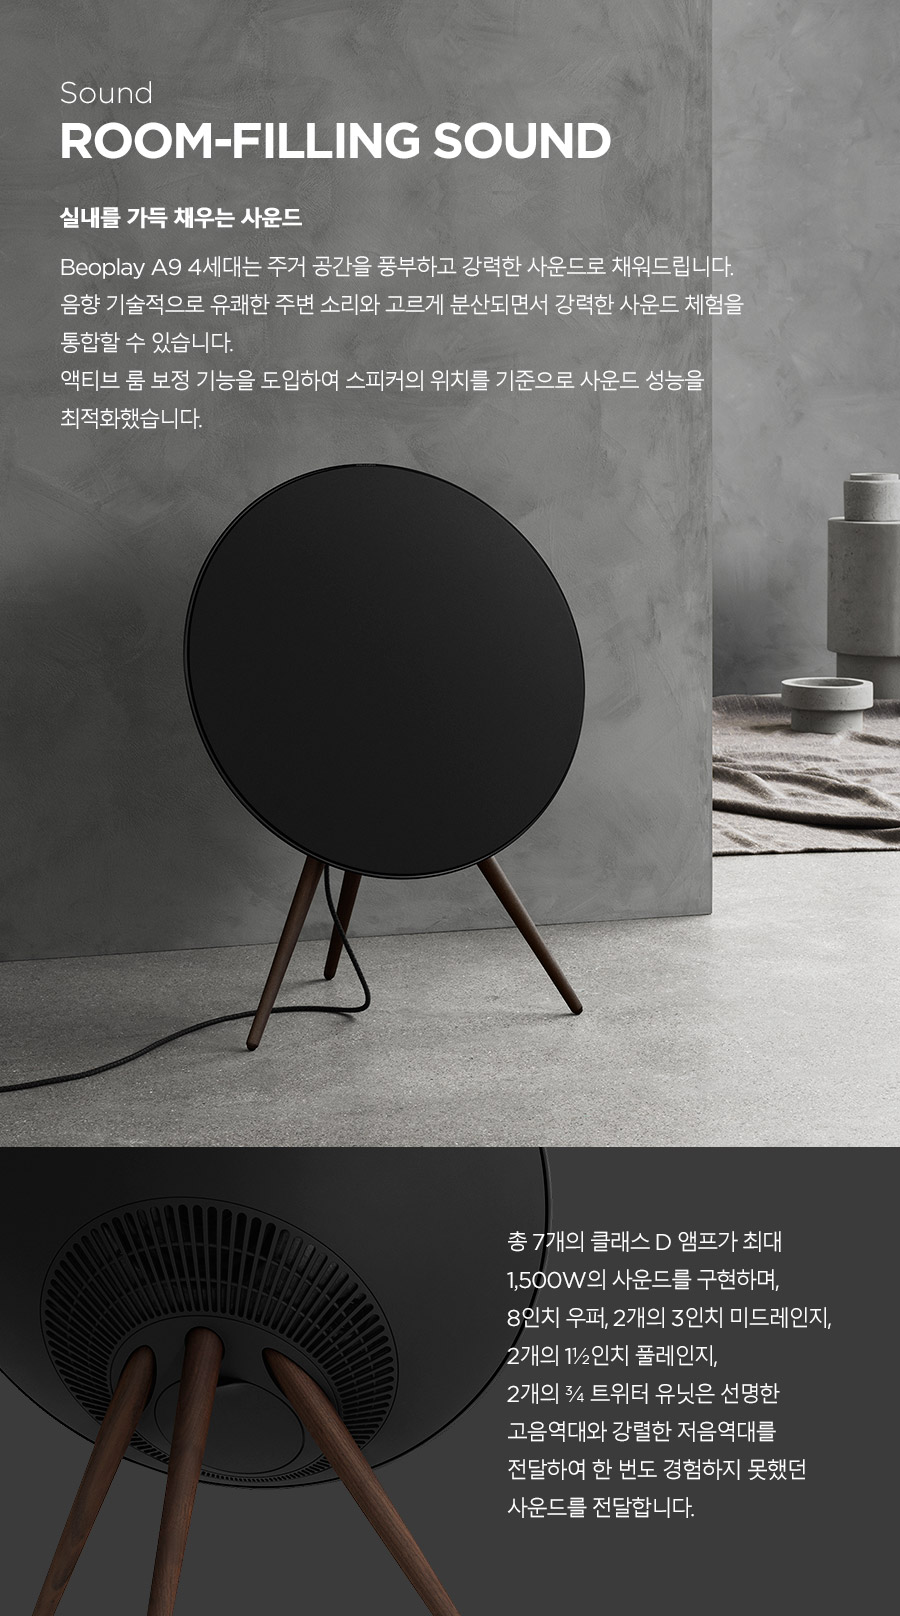 Sound
ROOM-FILLING SOUND
실내를 가득 채우는 사운드
Beoplay A9 4세대는 주거 공간을 풍부하고 강력한 사운드로 채워드립니다.
음향 기술적으로 유쾌한 주변 소리와 고르게 분산되면서 강력한 사운드 체험을
통합할 수 있습니다.
액티브 룸 보정 기능을 도입하여 스피커의 위치를 기준으로 사운드 성능을
최적화했습니다.
총 7개의 클래스 D 앰프가 최대
1,500W의 사운드를 구현하며,
8인치 우퍼, 2개의 3인치 미드레인지,
2개의 1½인치 풀레인지,
2개의 ¾ 트위터 유닛은 선명한
고음역대와 강렬한 저음역대를
전달하여 한 번도 경험하지 못했던
사운드를 전달합니다.